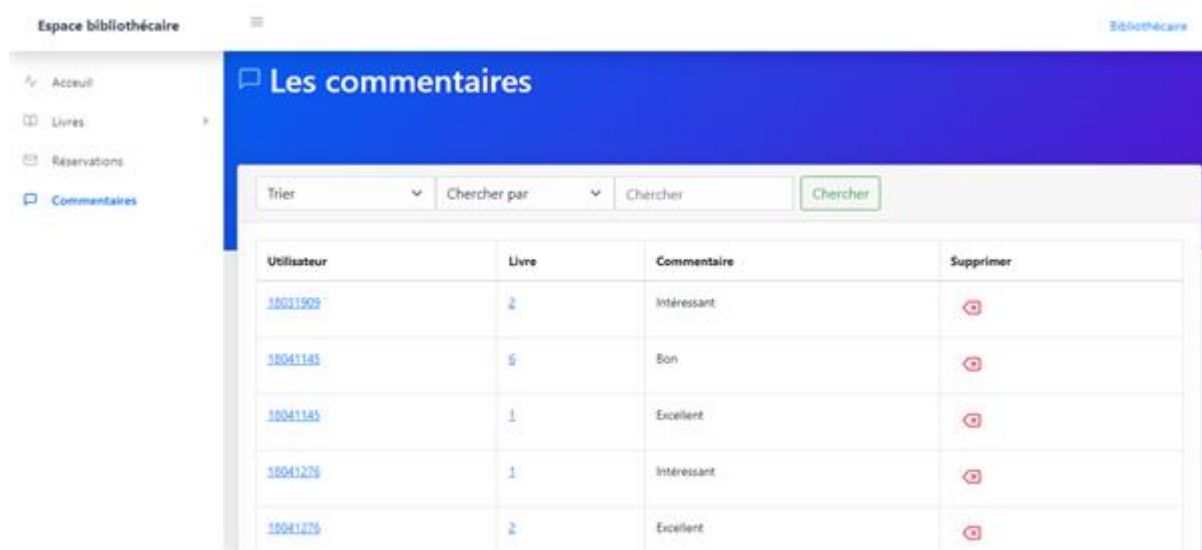 Espace bibliothécaire
Bibliothécaire
Acceuil
Livres
Réservations
Commentaires
Les commentaires
Trier Chercher par Chercher Chercher
Utilisateur Livre Commentaire Supprimer
18031909 2 Intéressant
18041145 6 Bon
18041145 1 Excellent
18041276 1 Intéressant
18041276 2 Excellent